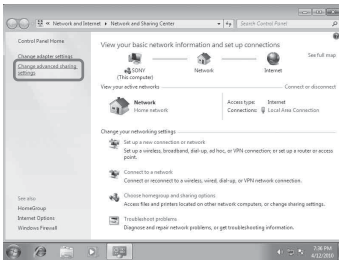 « Network and Internet ▸ Network and Sharing Center
Search Control Panel
Control Panel Home
Change adapter settings
Change advanced sharing
settings
See also
HomeGroup
Internet Options
Windows Firewall
View your basic network information and set up connections
See full map
SONY
(This computer)
Network
Internet
View your active networks
Connect or disconnect
Network
Home network
Access type: Internet
Connections: Local Area Connection
Change your networking settings
Set up a new connection or network
Set up a wireless, broadband, dial-up, ad hoc, or VPN connection; or set up a router or access
point.
Connect to a network
Connect or reconnect to a wireless, wired, dial-up, or VPN network connection.
Choose homegroup and sharing options
Access files and printers located on other network computers, or change sharing settings.
Troubleshoot problems
Diagnose and repair network problems, or get troubleshooting information.
7:36 PM
4/12/2010